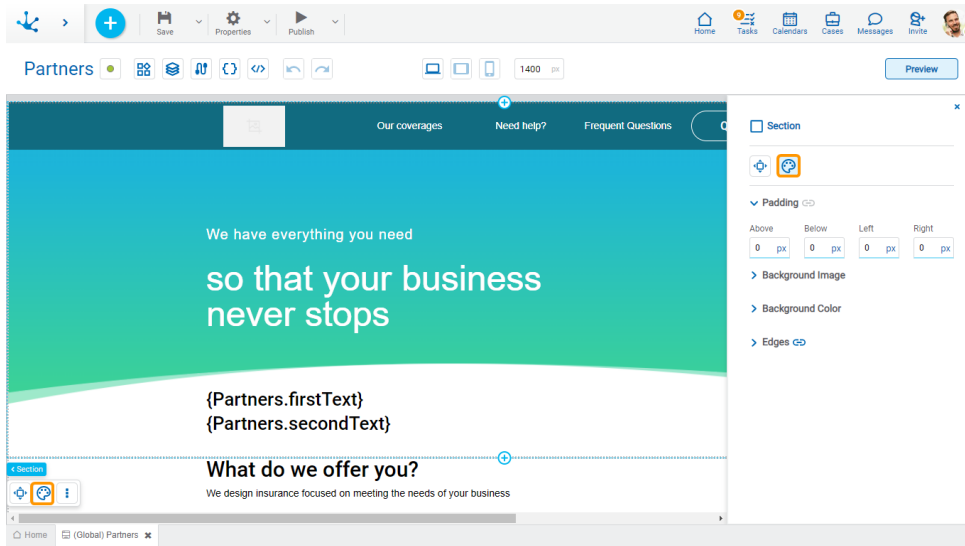 Save
Properties
Publish
Home
9
Tasks
Calendars
Cases
Messages
Invite
Partners
1400 px
Preview
Our coverages
Need help?
Frequent Questions
Section
Padding
Above
Below
Left
Right
0 px
0 px
0 px
0 px
Background Image
Background Color
Edges
We have everything you need
so that your business
never stops
{Partners.firstText}
{Partners.secondText}
What do we offer you?
We design insurance focused on meeting the needs of your business
Section
Home
(Global) Partners